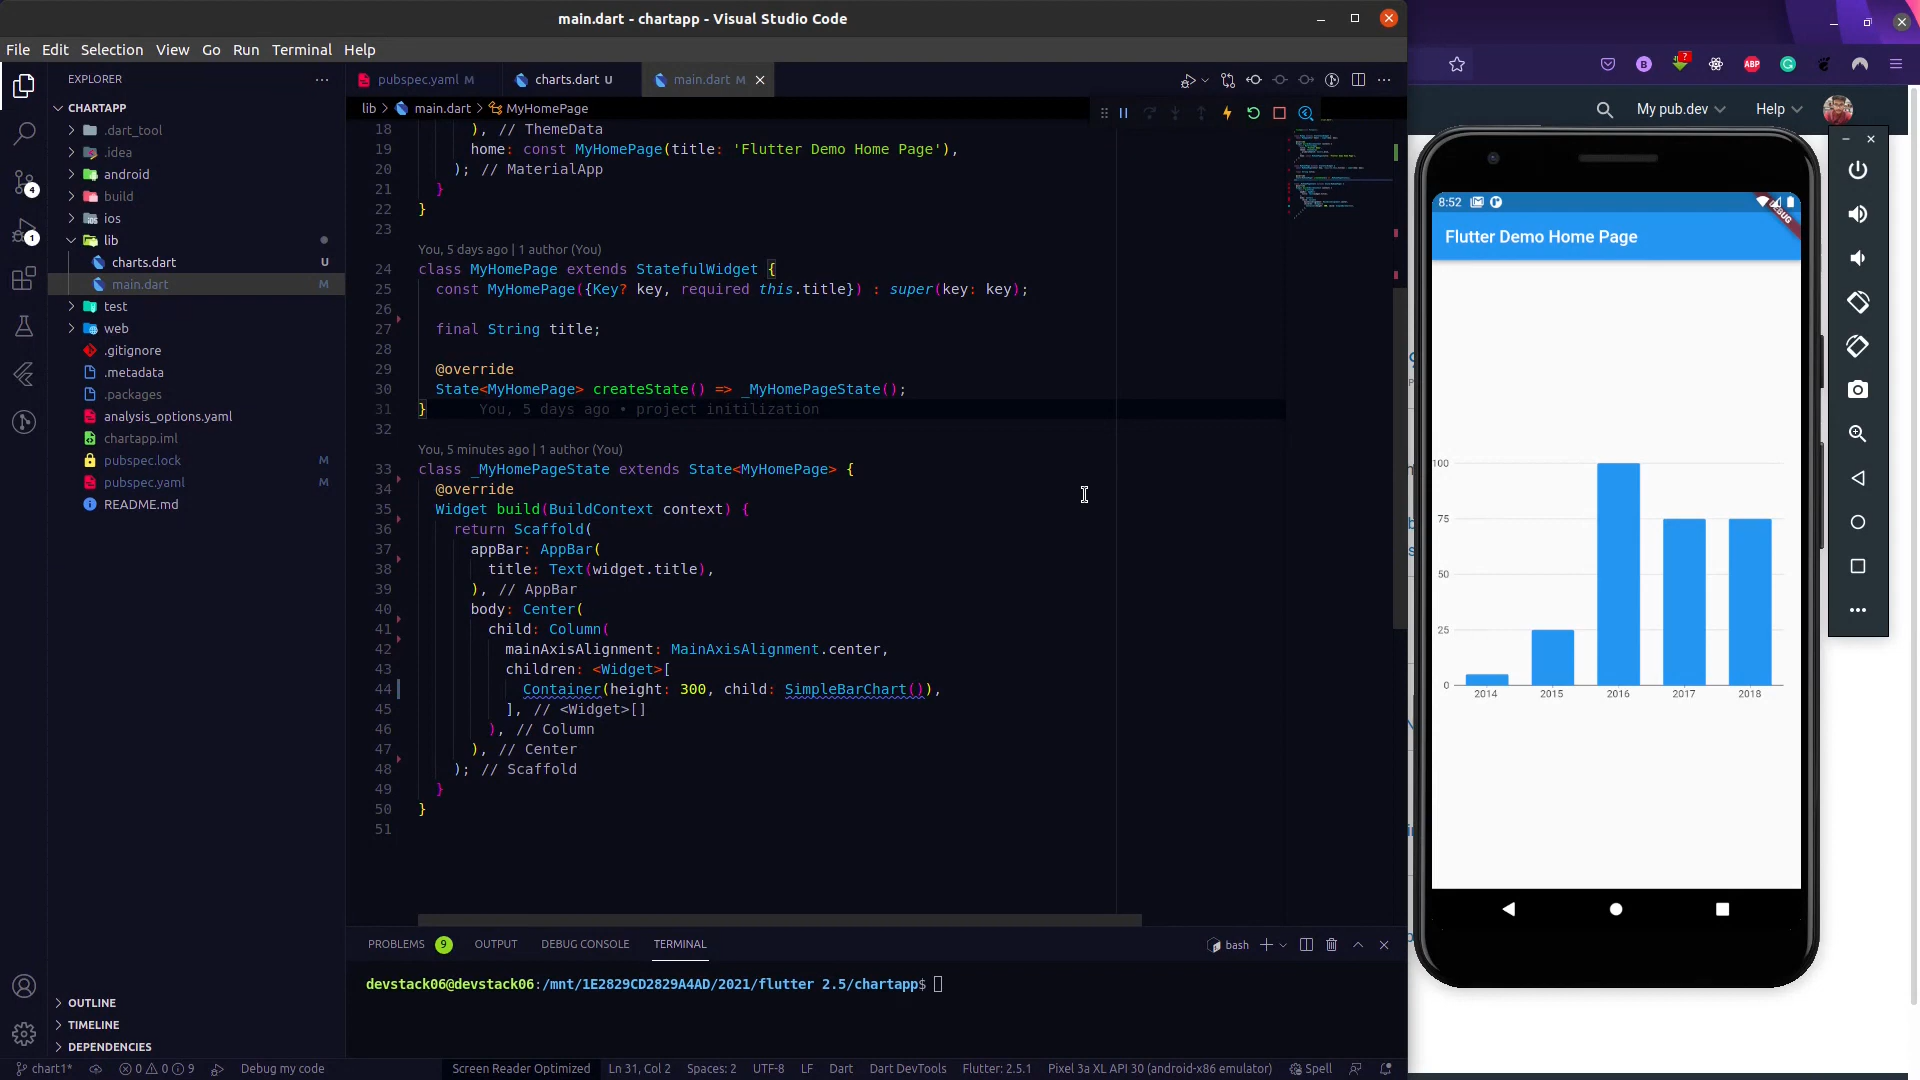 main.dart - chartapp - Visual Studio Code
File Edit Selection View Go Run Terminal Help
EXPLORER
CHARTAPP
.dart_tool
.idea
android
build
ios
lib
charts.dart U
main.dart M
test
web
.gitignore
.metadata
.packages
analysis_options.yaml
chartapp.iml
pubspec.lock M
pubspec.yaml M
README.md
OUTLINE
TIMELINE
DEPENDENCIES
4
1
pubspec.yaml M
charts.dart U
main.dart M
lib > main.dart > MyHomePage
18 ), // ThemeData
19 home: const MyHomePage(title: 'Flutter Demo Home Page'),
20 ); // MaterialApp
21 }
22 }
23
You, 5 days ago | 1 author (You)
24 class MyHomePage extends StatefulWidget {
25 const MyHomePage({Key? key, required this.title}) : super(key: key);
26
27 final String title;
28
29 @override
30 State<MyHomePage> createState() => _MyHomePageState();
31 } You, 5 days ago • project initilization
32
You, 5 minutes ago | 1 author (You)
33 class _MyHomePageState extends State<MyHomePage> {
34 @override
35 Widget build(BuildContext context) {
36 return Scaffold(
37 appBar: AppBar(
38 title: Text(widget.title),
39 ), // AppBar
40 body: Center(
41 child: Column(
42 mainAxisAlignment: MainAxisAlignment.center,
43 children: <Widget>[
44 Container(height: 300, child: SimpleBarChart()),
45 ], // <Widget>[]
46 ), // Column
47 ), // Center
48 ); // Scaffold
49 }
50 }
51
PROBLEMS 9 OUTPUT DEBUG CONSOLE TERMINAL
bash
devstack06@devstack06:/mnt/1E2829CD2829A4AD/2021/flutter 2.5/chartapp$
chart1* 0 0 9 Debug my code Screen Reader Optimized Ln 31, Col 2 Spaces: 2 UTF-8 LF Dart Dart DevTools Flutter: 2.5.1 Pixel 3a XL API 30 (android-x86 emulator) Spell
B ? ABP
My pub.dev Help
8:52
DEBUG
Flutter Demo Home Page
100
75
50
25
0
2014 2015 2016 2017 2018